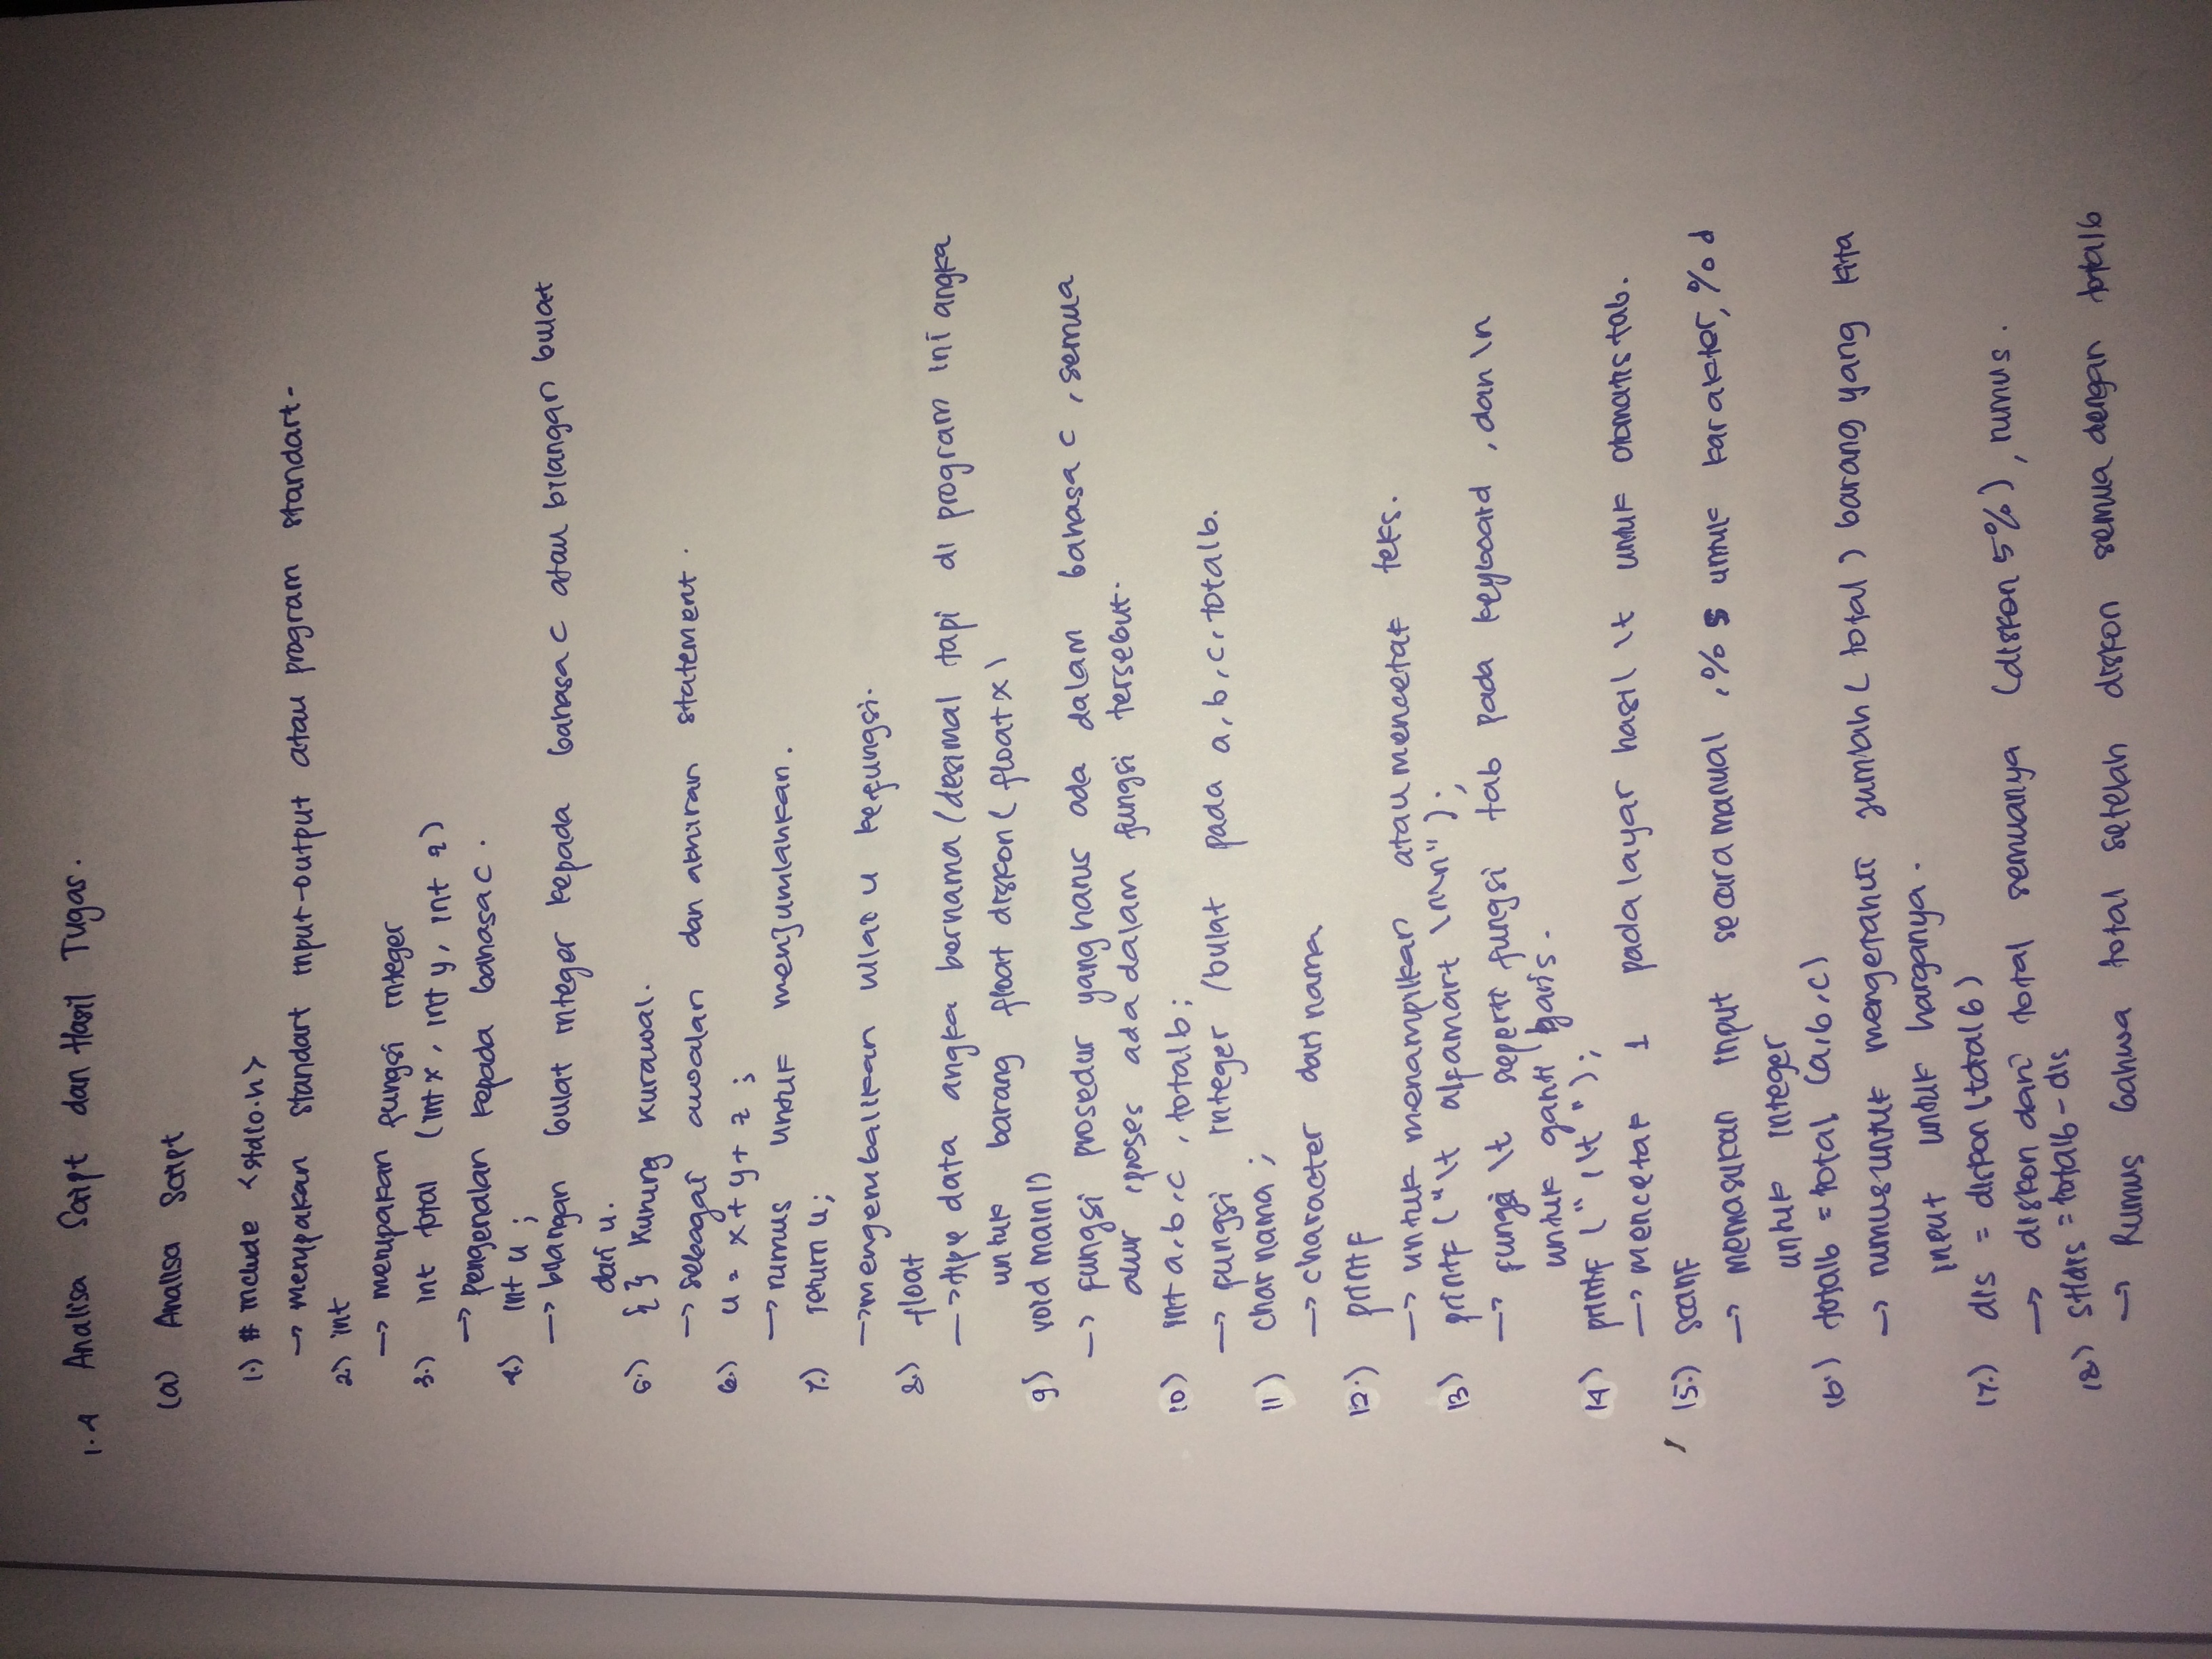 1.4 Analisa Script dan Hasil Tugas.
(a) Analisa Script
1.) # include <stdio.h>
→ merupakan standart input-output atau program standart.
2.) int
→ merupakan fungsi integer
3.) int total (int x, int y, int z)
→ pengenalan kepada bahasa c.
4.) int u ;
→ bilangan bulat integer kepada bahasa c atau bilangan bulat
dari u.
5.) { } kurung kurawal.
→ sebagai awalan dan akhiran statement.
6.) u = x + y + z ;
→ rumus untuk menjumlahkan.
7.) return u;
→ mengembalikan nilai u ke fungsi.
8.) float
→ tipe data angka bernama (desimal tapi di program ini angka
untuk barang float diskon (float x)
9) void main()
→ fungsi prosedur yang harus ada dalam bahasa c, semua
alur (proses ada dalam fungsi tersebut.
10) int a, b, c, totalb;
→ fungsi integer (bulat pada a, b, c, totalb.
11) char nama ;
→ character dari nama
12.) printf
→ untuk menampilkan atau mencetak teks.
13) printf ("\t alfamart \n\n");
→ fungsi \t seperti fungsi tab pada keyboard, dan \n
untuk ganti garis.
14) printf (" 1\t ");
→ mencetak 1 pada layar hasil \t untuk otomatis tab.
15.) scanf
→ memasukan input secara manual, %s untuk karakter, %d
untuk integer
16.) totalb = total (a, b, c)
→ rumus untuk mengetahui jumlah (total) barang yang kita
input untuk harganya.
17.) dis = diskon (totalb)
→ diskon dari total semuanya (diskon 5%), rumus.
18) stdis = totalb - dis
→ Rumus bahwa total setelah diskon semua dengan totalb